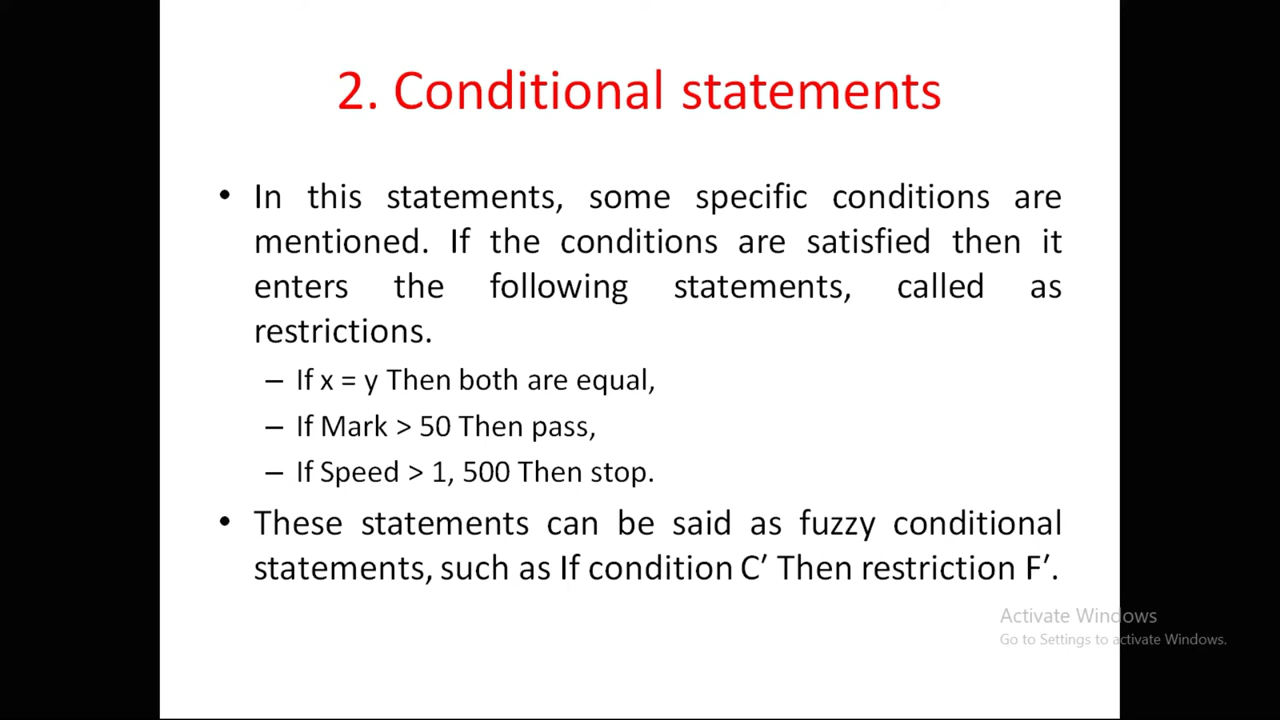 2. Conditional statements
• In this statements, some specific conditions are
mentioned. If the conditions are satisfied then it
enters the following statements, called as
restrictions.
– If x = y Then both are equal,
– If Mark > 50 Then pass,
– If Speed > 1, 500 Then stop.
• These statements can be said as fuzzy conditional
statements, such as If condition C′ Then restriction F′.
Activate Windows
Go to Settings to activate Windows.